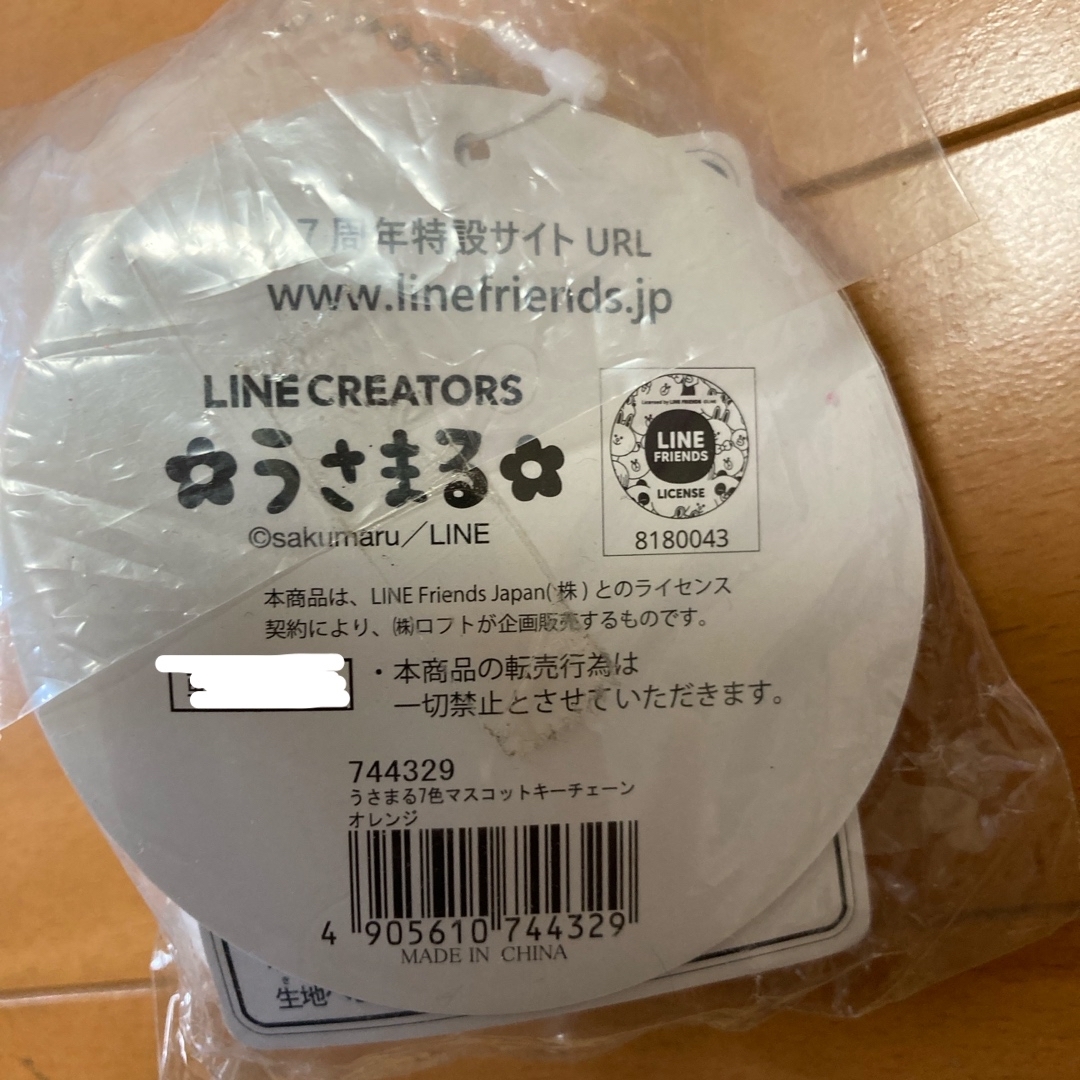 7周年特設サイト URL
www.linefriends.jp
LINE CREATORS
うさまる
©sakumaru／LINE
Licensed by LINE FRIENDS
LINE
FRIENDS
LICENSE
8180043
本商品は、LINE Friends Japan(株)とのライセンス
契約により、㈱ロフトが企画販売するものです。
・本商品の転売行為は
一切禁止とさせていただきます。
744329
うさまる7色マスコットキーチェーン
オレンジ
4 905610 744329
MADE IN CHINA
生地